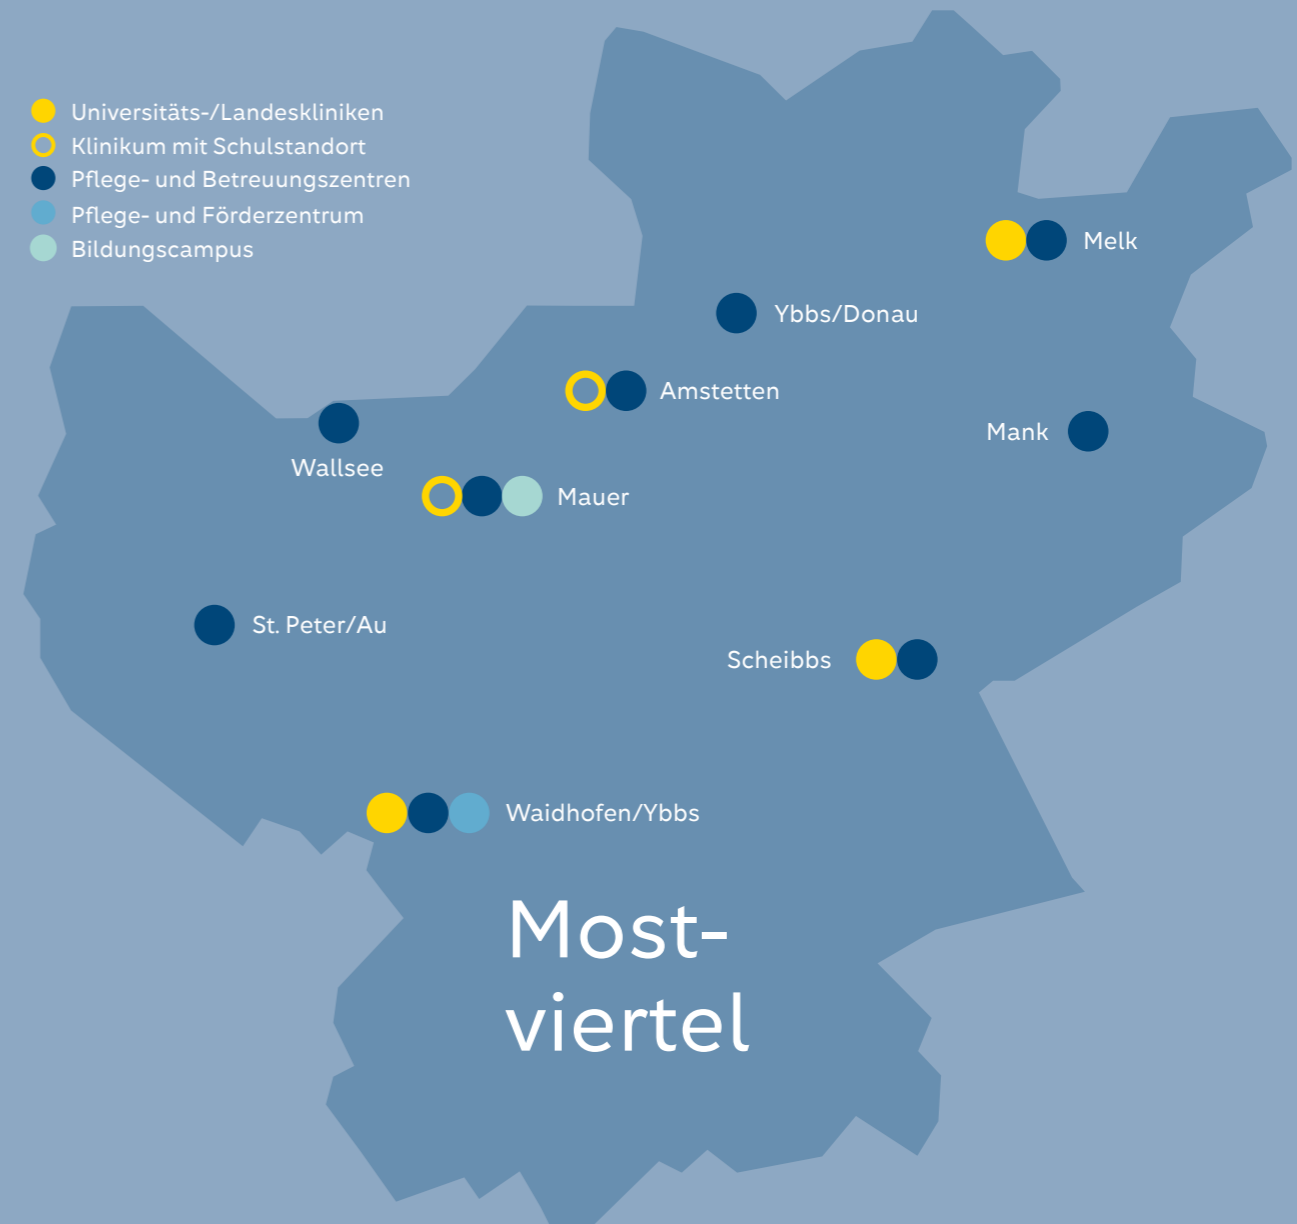 Universitäts-/Landeskliniken
Klinikum mit Schulstandort
Pflege- und Betreuungszentren
Pflege- und Förderzentrum
Bildungscampus
Melk
Ybbs/Donau
Amstetten
Mank
Wallsee
Mauer
St. Peter/Au
Scheibbs
Waidhofen/Ybbs
Most-
viertel